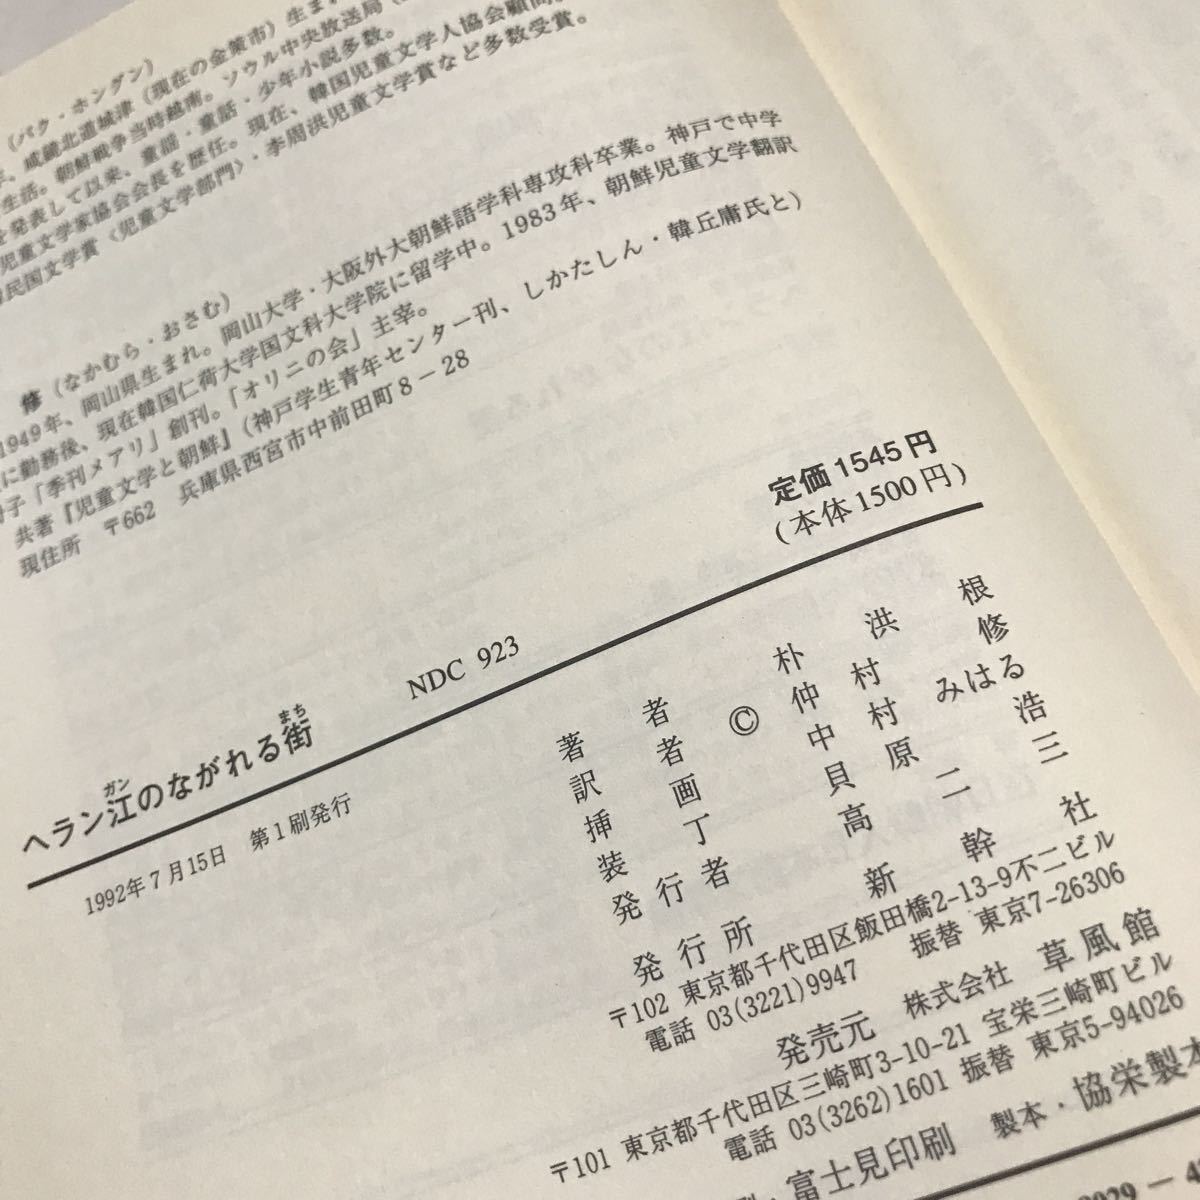 (パク・ホングン)
、咸鏡北道城津(現在の金策市)生まれ
生活。朝鮮戦争当時越南。ソウル中央放送局
を発表して以来、童謡・童話・少年小説多数。
児童文学家協会会長を歴任。現在、韓国児童文学人協会顧問。
民国文学賞〈児童文学部門〉・李周洪児童文学賞など多数受賞。
修(なかむら・おさむ)
1949年、岡山県生まれ。岡山大学・大阪外大朝鮮語学科専攻科卒業。神戸で中学
に勤務後、現在韓国仁荷大学国文科大学院に留学中。1983年、朝鮮児童文学翻訳
子「季刊メアリ」創刊。「オリニの会」主宰。
共著『児童文学と朝鮮』(神戸学生青年センター刊、しかたしん・韓丘庸氏と)
現住所 〒662 兵庫県西宮市中前田町8-28
定価1545円
(本体1500円)
ヘラン江のながれる街
ガン
まち
NDC 923
1992年7月15日 第1刷発行
著者 © 朴洪根
訳者 仲村修
挿画 中村みはる
装丁 貝原浩
発行者 高二三
発行所 新幹社
〒102 東京都千代田区飯田橋2-13-9不二ビル
電話 03(3221)9947 振替 東京7-26306
発売元 株式会社 草風館
〒101 東京都千代田区三崎町3-10-21 宝栄三崎町ビル
電話 03(3262)1601 振替 東京5-94026
・富士見印刷 製本・協栄製本